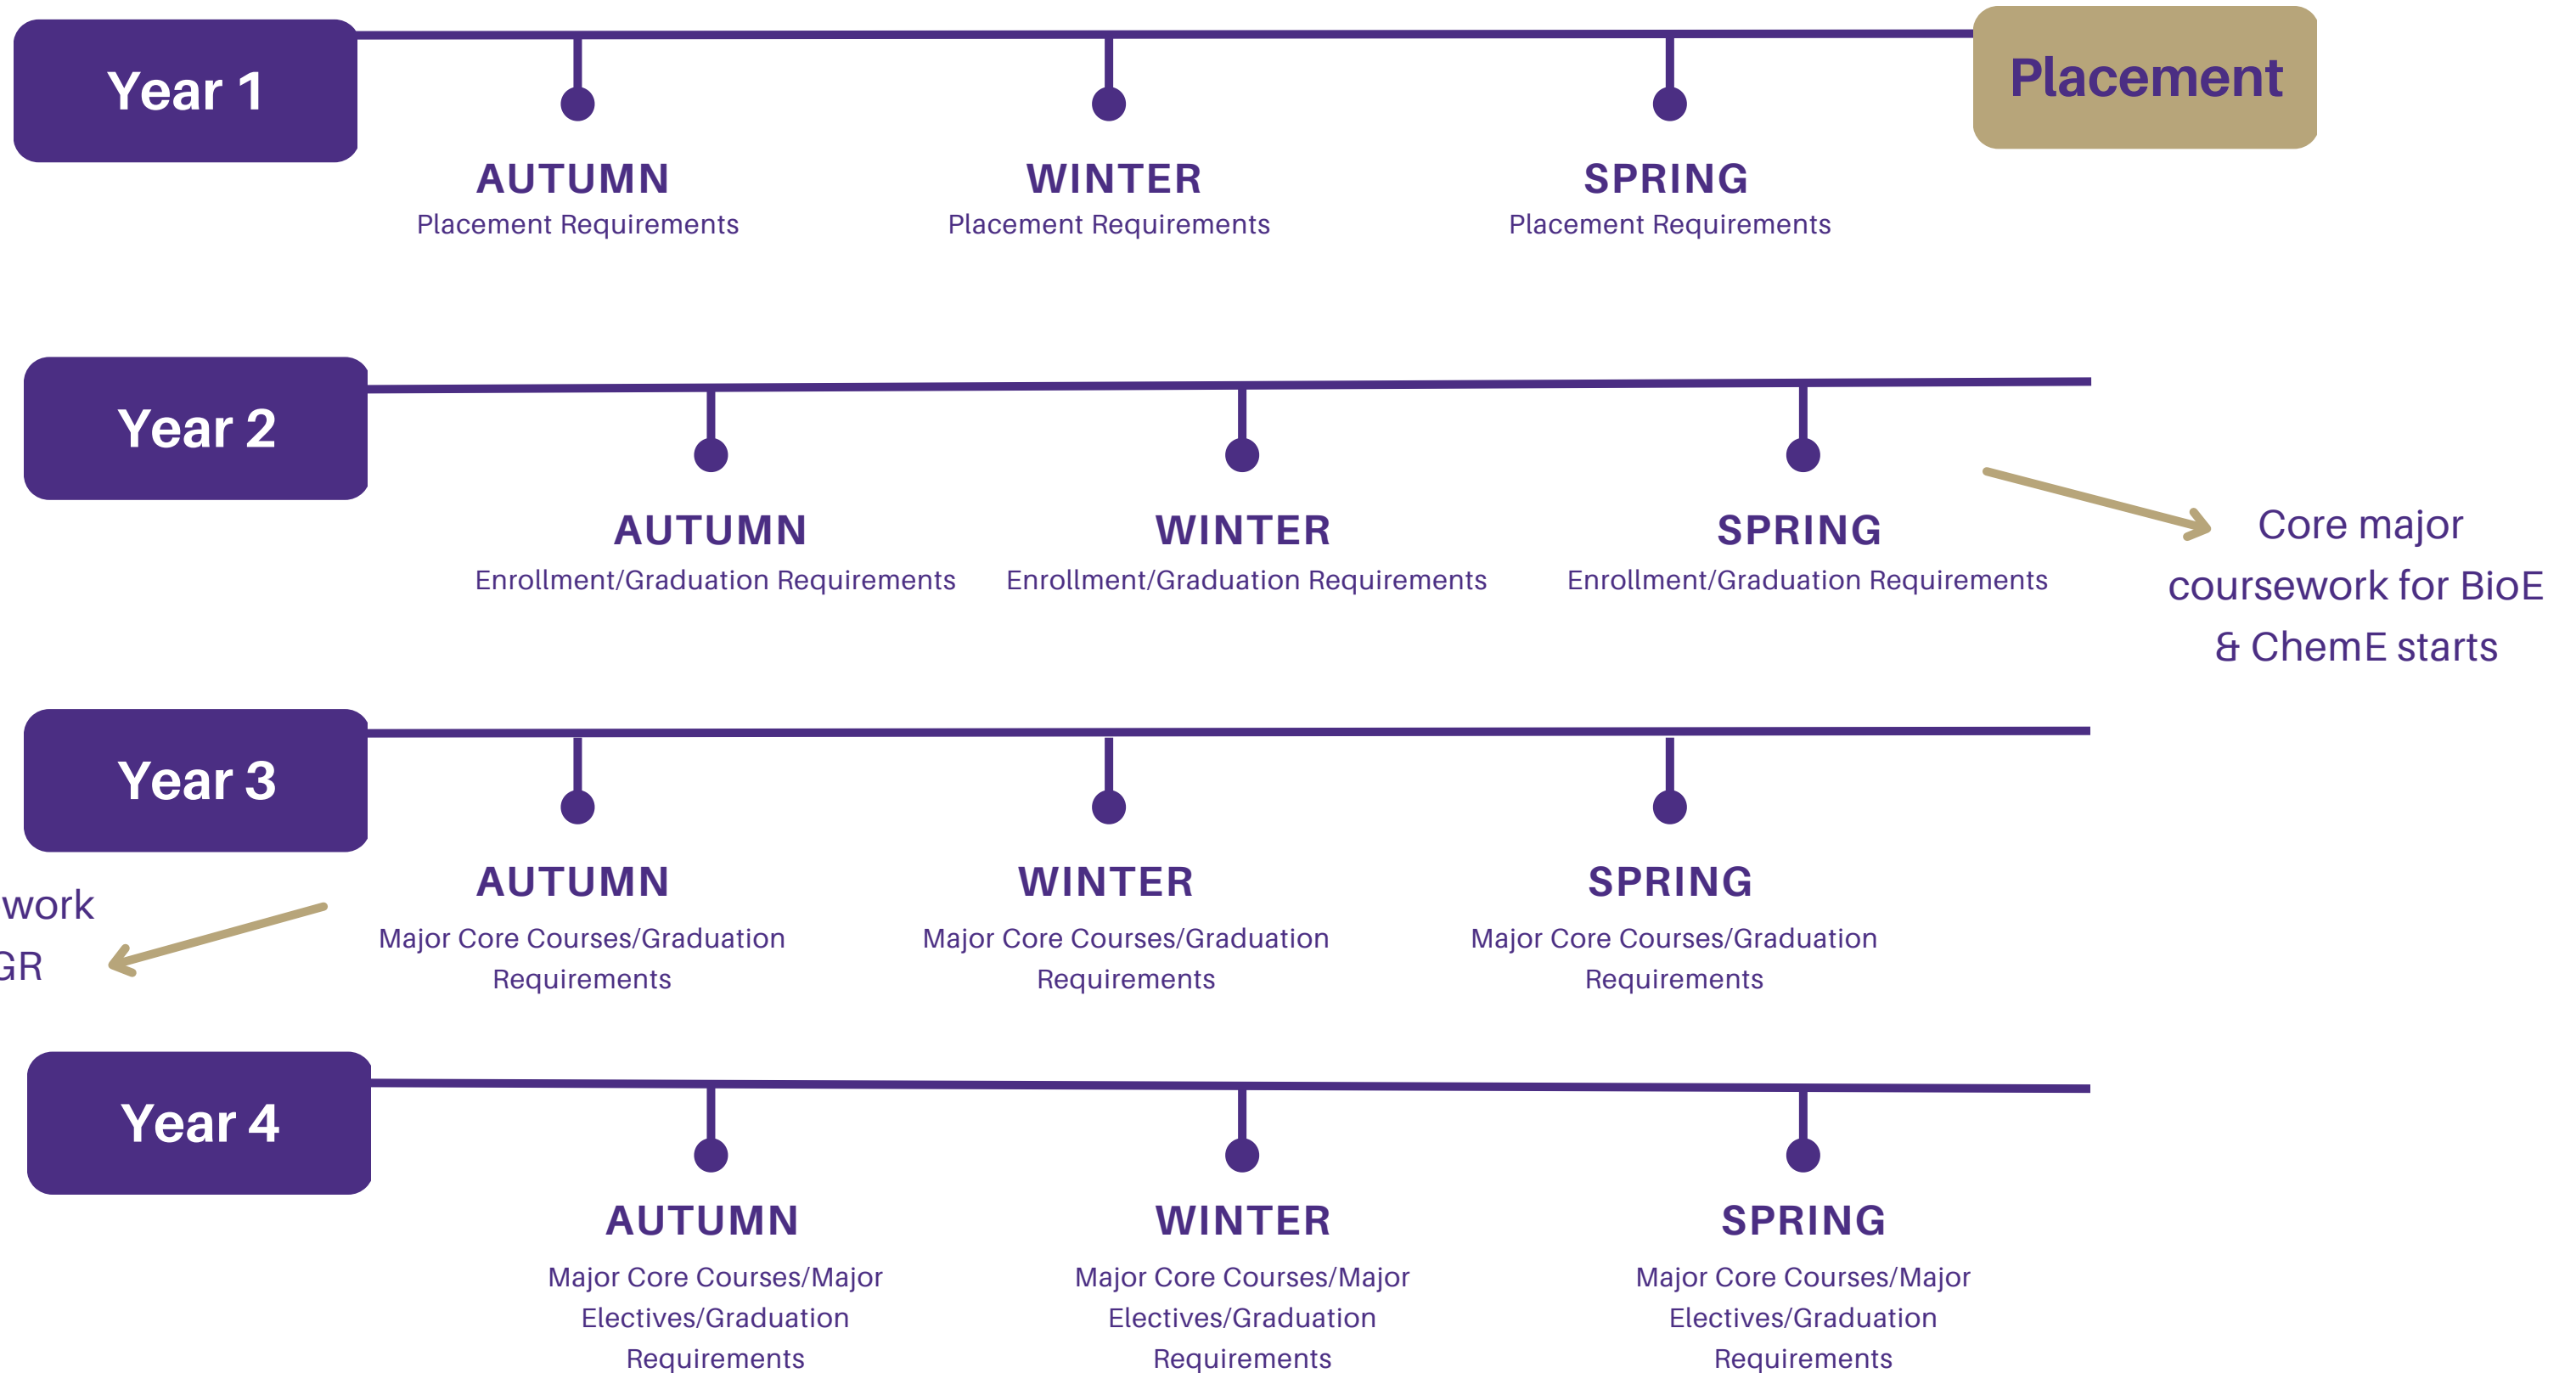 Year 1
Placement
AUTUMN
Placement Requirements
WINTER
Placement Requirements
SPRING
Placement Requirements
Year 2
AUTUMN
Enrollment/Graduation Requirements
WINTER
Enrollment/Graduation Requirements
SPRING
Enrollment/Graduation Requirements
Core major
coursework for BioE
& ChemE starts
Year 3
AUTUMN
Major Core Courses/Graduation
Requirements
WINTER
Major Core Courses/Graduation
Requirements
SPRING
Major Core Courses/Graduation
Requirements
work
GR
Year 4
AUTUMN
Major Core Courses/Major
Electives/Graduation
Requirements
WINTER
Major Core Courses/Major
Electives/Graduation
Requirements
SPRING
Major Core Courses/Major
Electives/Graduation
Requirements